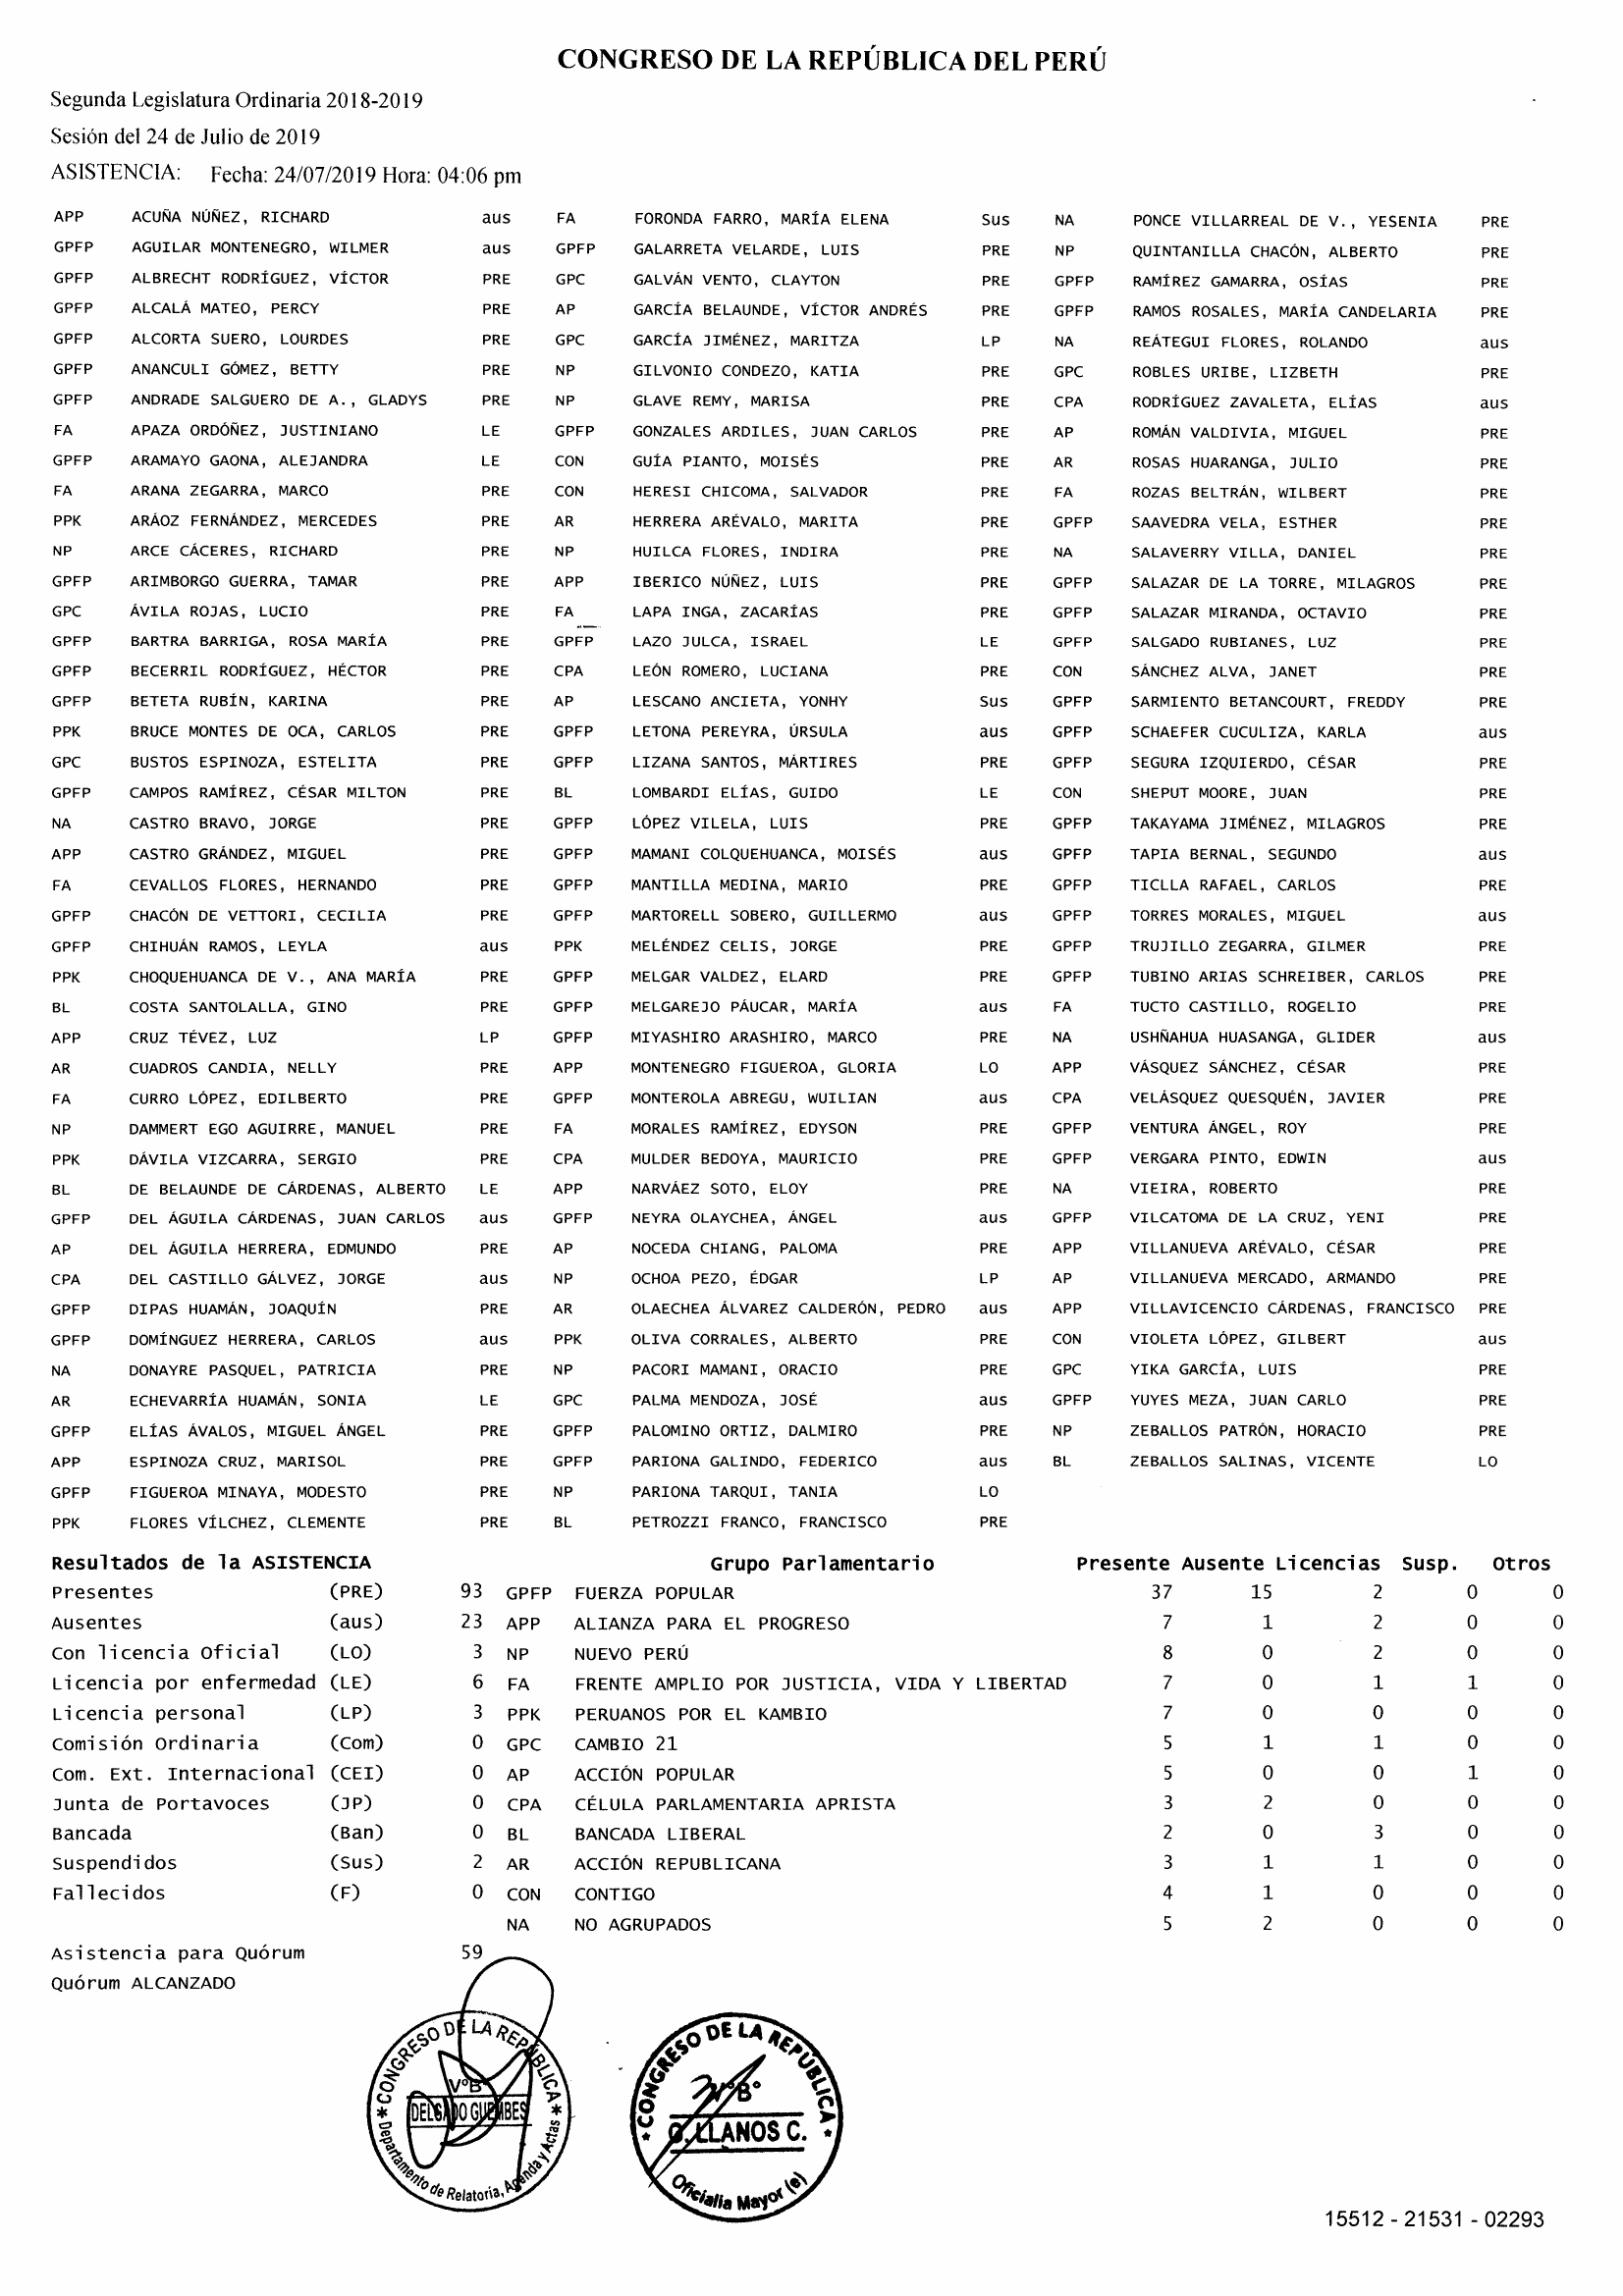 CONGRESO DE LA REPÚBLICA DEL PERÚ
Segunda Legislatura Ordinaria 2018-2019
Sesión del 24 de Julio de 2019
ASISTENCIA: Fecha: 24/07/2019 Hora: 04:06 pm
APP ACUÑA NÚÑEZ, RICHARD aus FA FORONDA FARRO, MARÍA ELENA Sus NA PONCE VILLARREAL DE V., YESENIA PRE
GPFP AGUILAR MONTENEGRO, WILMER aus GPFP GALARRETA VELARDE, LUIS PRE NP QUINTANILLA CHACÓN, ALBERTO PRE
GPFP ALBRECHT RODRÍGUEZ, VÍCTOR PRE GPC GALVÁN VENTO, CLAYTON PRE GPFP RAMÍREZ GAMARRA, OSÍAS PRE
GPFP ALCALÁ MATEO, PERCY PRE AP GARCÍA BELAUNDE, VÍCTOR ANDRÉS PRE GPFP RAMOS ROSALES, MARÍA CANDELARIA PRE
GPFP ALCORTA SUERO, LOURDES PRE GPC GARCÍA JIMÉNEZ, MARITZA LP NA REÁTEGUI FLORES, ROLANDO aus
GPFP ANANCULI GÓMEZ, BETTY PRE NP GILVONIO CONDEZO, KATIA PRE GPC ROBLES URIBE, LIZBETH PRE
GPFP ANDRADE SALGUERO DE A., GLADYS PRE NP GLAVE REMY, MARISA PRE CPA RODRÍGUEZ ZAVALETA, ELÍAS aus
FA APAZA ORDÓÑEZ, JUSTINIANO LE GPFP GONZALES ARDILES, JUAN CARLOS PRE AP ROMÁN VALDIVIA, MIGUEL PRE
GPFP ARAMAYO GAONA, ALEJANDRA LE CON GUÍA PIANTO, MOISÉS PRE AR ROSAS HUARANGA, JULIO PRE
FA ARANA ZEGARRA, MARCO PRE CON HERESI CHICOMA, SALVADOR PRE FA ROZAS BELTRÁN, WILBERT PRE
PPK ARÁOZ FERNÁNDEZ, MERCEDES PRE AR HERRERA ARÉVALO, MARITA PRE GPFP SAAVEDRA VELA, ESTHER PRE
NP ARCE CÁCERES, RICHARD PRE NP HUILCA FLORES, INDIRA PRE NA SALAVERRY VILLA, DANIEL PRE
GPFP ARIMBORGO GUERRA, TAMAR PRE APP IBERICO NÚÑEZ, LUIS PRE GPFP SALAZAR DE LA TORRE, MILAGROS PRE
GPC ÁVILA ROJAS, LUCIO PRE FA LAPA INGA, ZACARÍAS PRE GPFP SALAZAR MIRANDA, OCTAVIO PRE
GPFP BARTRA BARRIGA, ROSA MARÍA PRE GPFP LAZO JULCA, ISRAEL LE GPFP SALGADO RUBIANES, LUZ PRE
GPFP BECERRIL RODRÍGUEZ, HÉCTOR PRE CPA LEÓN ROMERO, LUCIANA PRE CON SÁNCHEZ ALVA, JANET PRE
GPFP BETETA RUBÍN, KARINA PRE AP LESCANO ANCIETA, YONHY Sus GPFP SARMIENTO BETANCOURT, FREDDY PRE
PPK BRUCE MONTES DE OCA, CARLOS PRE GPFP LETONA PEREYRA, ÚRSULA aus GPFP SCHAEFER CUCULIZA, KARLA aus
GPC BUSTOS ESPINOZA, ESTELITA PRE GPFP LIZANA SANTOS, MÁRTIRES PRE GPFP SEGURA IZQUIERDO, CÉSAR PRE
GPFP CAMPOS RAMÍREZ, CÉSAR MILTON PRE BL LOMBARDI ELÍAS, GUIDO LE CON SHEPUT MOORE, JUAN PRE
NA CASTRO BRAVO, JORGE PRE GPFP LÓPEZ VILELA, LUIS PRE GPFP TAKAYAMA JIMÉNEZ, MILAGROS PRE
APP CASTRO GRÁNDEZ, MIGUEL PRE GPFP MAMANI COLQUEHUANCA, MOISÉS aus GPFP TAPIA BERNAL, SEGUNDO aus
FA CEVALLOS FLORES, HERNANDO PRE GPFP MANTILLA MEDINA, MARIO PRE GPFP TICLLA RAFAEL, CARLOS PRE
GPFP CHACÓN DE VETTORI, CECILIA PRE GPFP MARTORELL SOBERO, GUILLERMO aus GPFP TORRES MORALES, MIGUEL aus
GPFP CHIHUÁN RAMOS, LEYLA aus PPK MELÉNDEZ CELIS, JORGE PRE GPFP TRUJILLO ZEGARRA, GILMER PRE
PPK CHOQUEHUANCA DE V., ANA MARÍA PRE GPFP MELGAR VALDEZ, ELARD PRE GPFP TUBINO ARIAS SCHREIBER, CARLOS PRE
BL COSTA SANTOLALLA, GINO PRE GPFP MELGAREJO PÁUCAR, MARÍA aus FA TUCTO CASTILLO, ROGELIO PRE
APP CRUZ TÉVEZ, LUZ LP GPFP MIYASHIRO ARASHIRO, MARCO PRE NA USHÑAHUA HUASANGA, GLIDER aus
AR CUADROS CANDIA, NELLY PRE APP MONTENEGRO FIGUEROA, GLORIA LO APP VÁSQUEZ SÁNCHEZ, CÉSAR PRE
FA CURRO LÓPEZ, EDILBERTO PRE GPFP MONTEROLA ABREGU, WUILIAN aus CPA VELÁSQUEZ QUESQUÉN, JAVIER PRE
NP DAMMERT EGO AGUIRRE, MANUEL PRE FA MORALES RAMÍREZ, EDYSON PRE GPFP VENTURA ÁNGEL, ROY PRE
PPK DÁVILA VIZCARRA, SERGIO PRE CPA MULDER BEDOYA, MAURICIO PRE GPFP VERGARA PINTO, EDWIN aus
BL DE BELAUNDE DE CÁRDENAS, ALBERTO LE APP NARVÁEZ SOTO, ELOY PRE NA VIEIRA, ROBERTO PRE
GPFP DEL ÁGUILA CÁRDENAS, JUAN CARLOS aus GPFP NEYRA OLAYCHEA, ÁNGEL aus GPFP VILCATOMA DE LA CRUZ, YENI PRE
AP DEL ÁGUILA HERRERA, EDMUNDO PRE AP NOCEDA CHIANG, PALOMA PRE APP VILLANUEVA ARÉVALO, CÉSAR PRE
CPA DEL CASTILLO GÁLVEZ, JORGE aus NP OCHOA PEZO, ÉDGAR LP AP VILLANUEVA MERCADO, ARMANDO PRE
GPFP DIPAS HUAMÁN, JOAQUÍN PRE AR OLAECHEA ÁLVAREZ CALDERÓN, PEDRO aus APP VILLAVICENCIO CÁRDENAS, FRANCISCO PRE
GPFP DOMÍNGUEZ HERRERA, CARLOS aus PPK OLIVA CORRALES, ALBERTO PRE CON VIOLETA LÓPEZ, GILBERT aus
NA DONAYRE PASQUEL, PATRICIA PRE NP PACORI MAMANI, ORACIO PRE GPC YIKA GARCÍA, LUIS PRE
AR ECHEVARRÍA HUAMÁN, SONIA LE GPC PALMA MENDOZA, JOSÉ aus GPFP YUYES MEZA, JUAN CARLO PRE
GPFP ELÍAS ÁVALOS, MIGUEL ÁNGEL PRE GPFP PALOMINO ORTIZ, DALMIRO PRE NP ZEBALLOS PATRÓN, HORACIO PRE
APP ESPINOZA CRUZ, MARISOL PRE GPFP PARIONA GALINDO, FEDERICO aus BL ZEBALLOS SALINAS, VICENTE LO
GPFP FIGUEROA MINAYA, MODESTO PRE NP PARIONA TARQUI, TANIA LO
PPK FLORES VÍLCHEZ, CLEMENTE PRE BL PETROZZI FRANCO, FRANCISCO PRE
Resultados de la ASISTENCIA Grupo Parlamentario Presente Ausente Licencias Susp. Otros
Presentes (PRE) 93 GPFP FUERZA POPULAR 37 15 2 0 0
Ausentes (aus) 23 APP ALIANZA PARA EL PROGRESO 7 1 2 0 0
Con licencia Oficial (LO) 3 NP NUEVO PERÚ 8 0 2 0 0
Licencia por enfermedad (LE) 6 FA FRENTE AMPLIO POR JUSTICIA, VIDA Y LIBERTAD 7 0 1 1 0
Licencia personal (LP) 3 PPK PERUANOS POR EL KAMBIO 7 0 0 0 0
Comisión Ordinaria (Com) 0 GPC CAMBIO 21 5 1 1 0 0
Com. Ext. Internacional (CEI) 0 AP ACCIÓN POPULAR 5 0 0 1 0
Junta de Portavoces (JP) 0 CPA CÉLULA PARLAMENTARIA APRISTA 3 2 0 0 0
Bancada (Ban) 0 BL BANCADA LIBERAL 2 0 3 0 0
Suspendidos (Sus) 2 AR ACCIÓN REPUBLICANA 3 1 1 0 0
Fallecidos (F) 0 CON CONTIGO 4 1 0 0 0
NA NO AGRUPADOS 5 2 0 0 0
Asistencia para Quórum 59
Quórum ALCANZADO
CONGRESO DE LA REPÚBLICA
V°B°
DELGADO GUEMBES
Departamento de Relatoría, Agenda y Actas
CONGRESO DE LA REPÚBLICA
V°B°
G. LLANOS C.
Oficialía Mayor (e)
15512 - 21531 - 02293